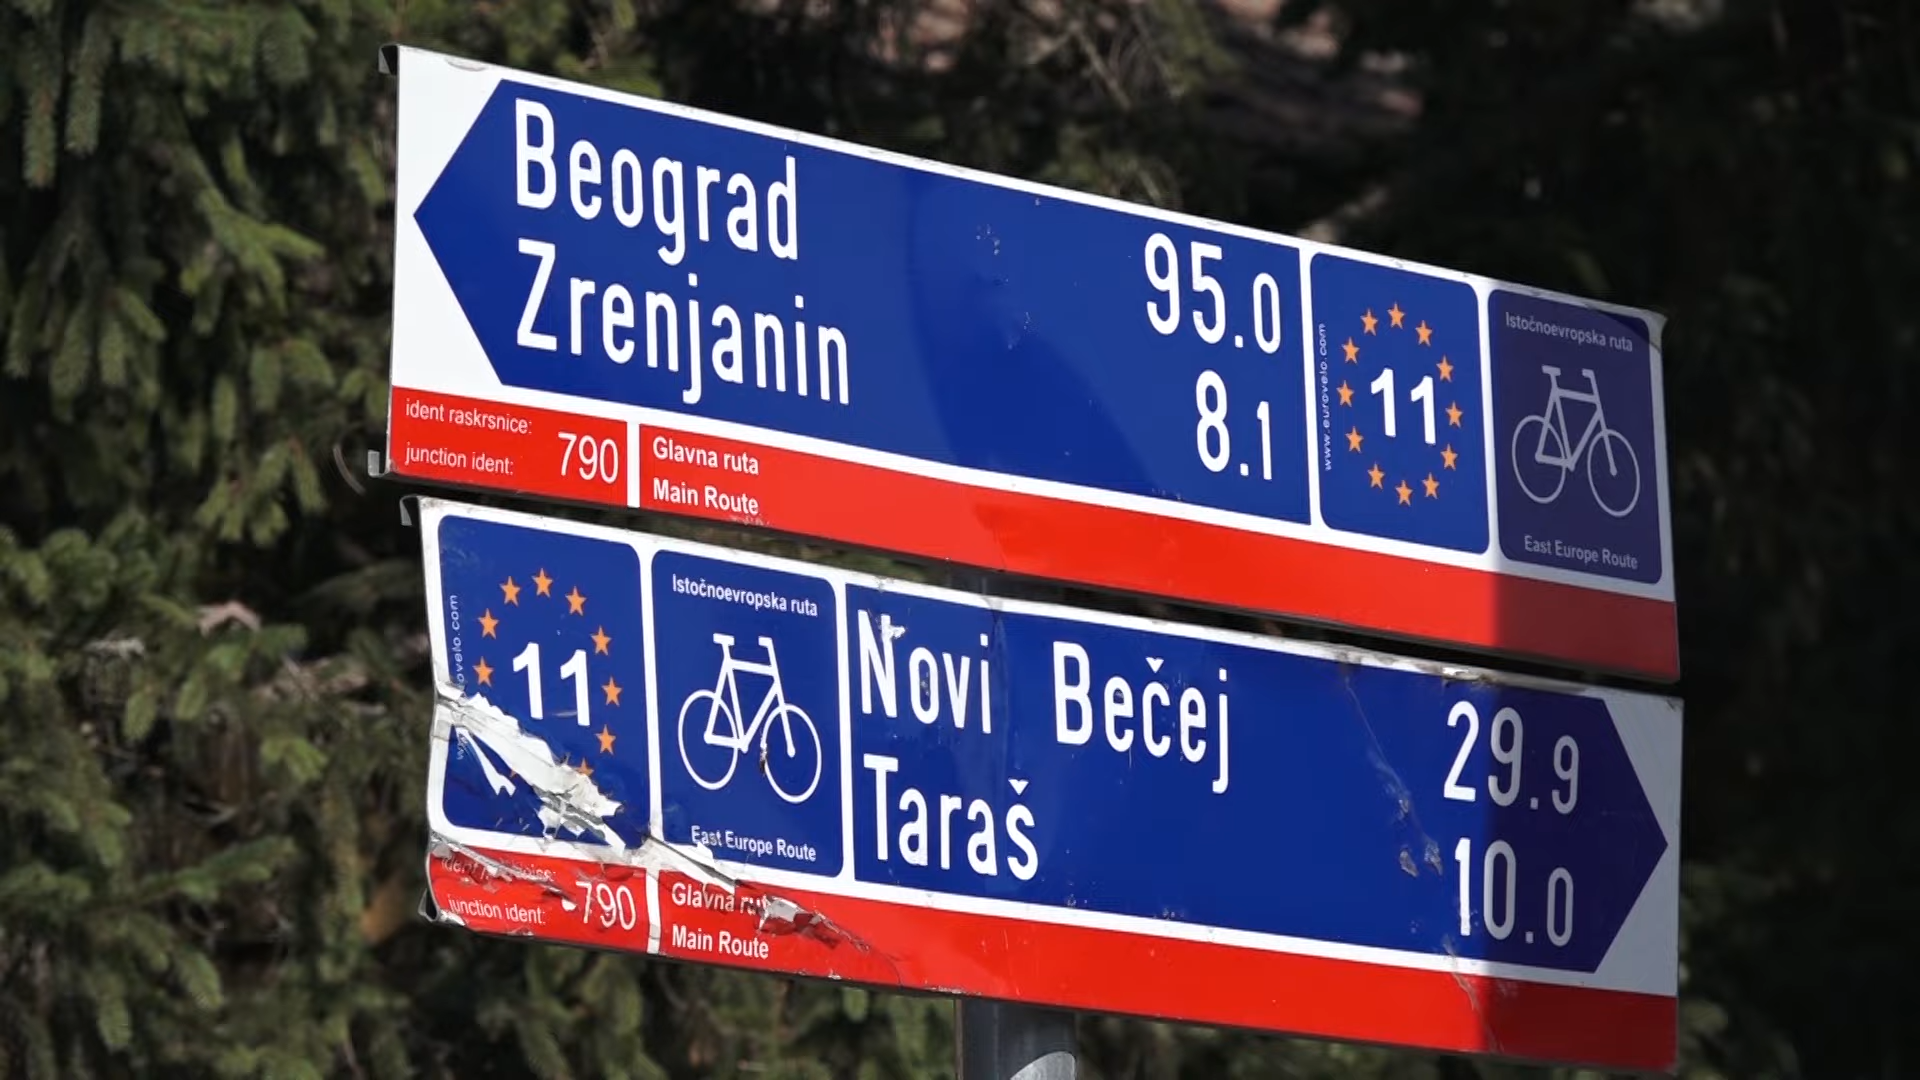 Beograd 95.0
Zrenjanin 8.1
www.eurovelo.com
11
Istočnoevropska ruta
East Europe Route
ident raskrsnice:
junction ident: 790
Glavna ruta
Main Route
11
Istočnoevropska ruta
East Europe Route
Novi Bečej 29.9
Taraš 10.0
junction ident: 790
Glavna
Main Route